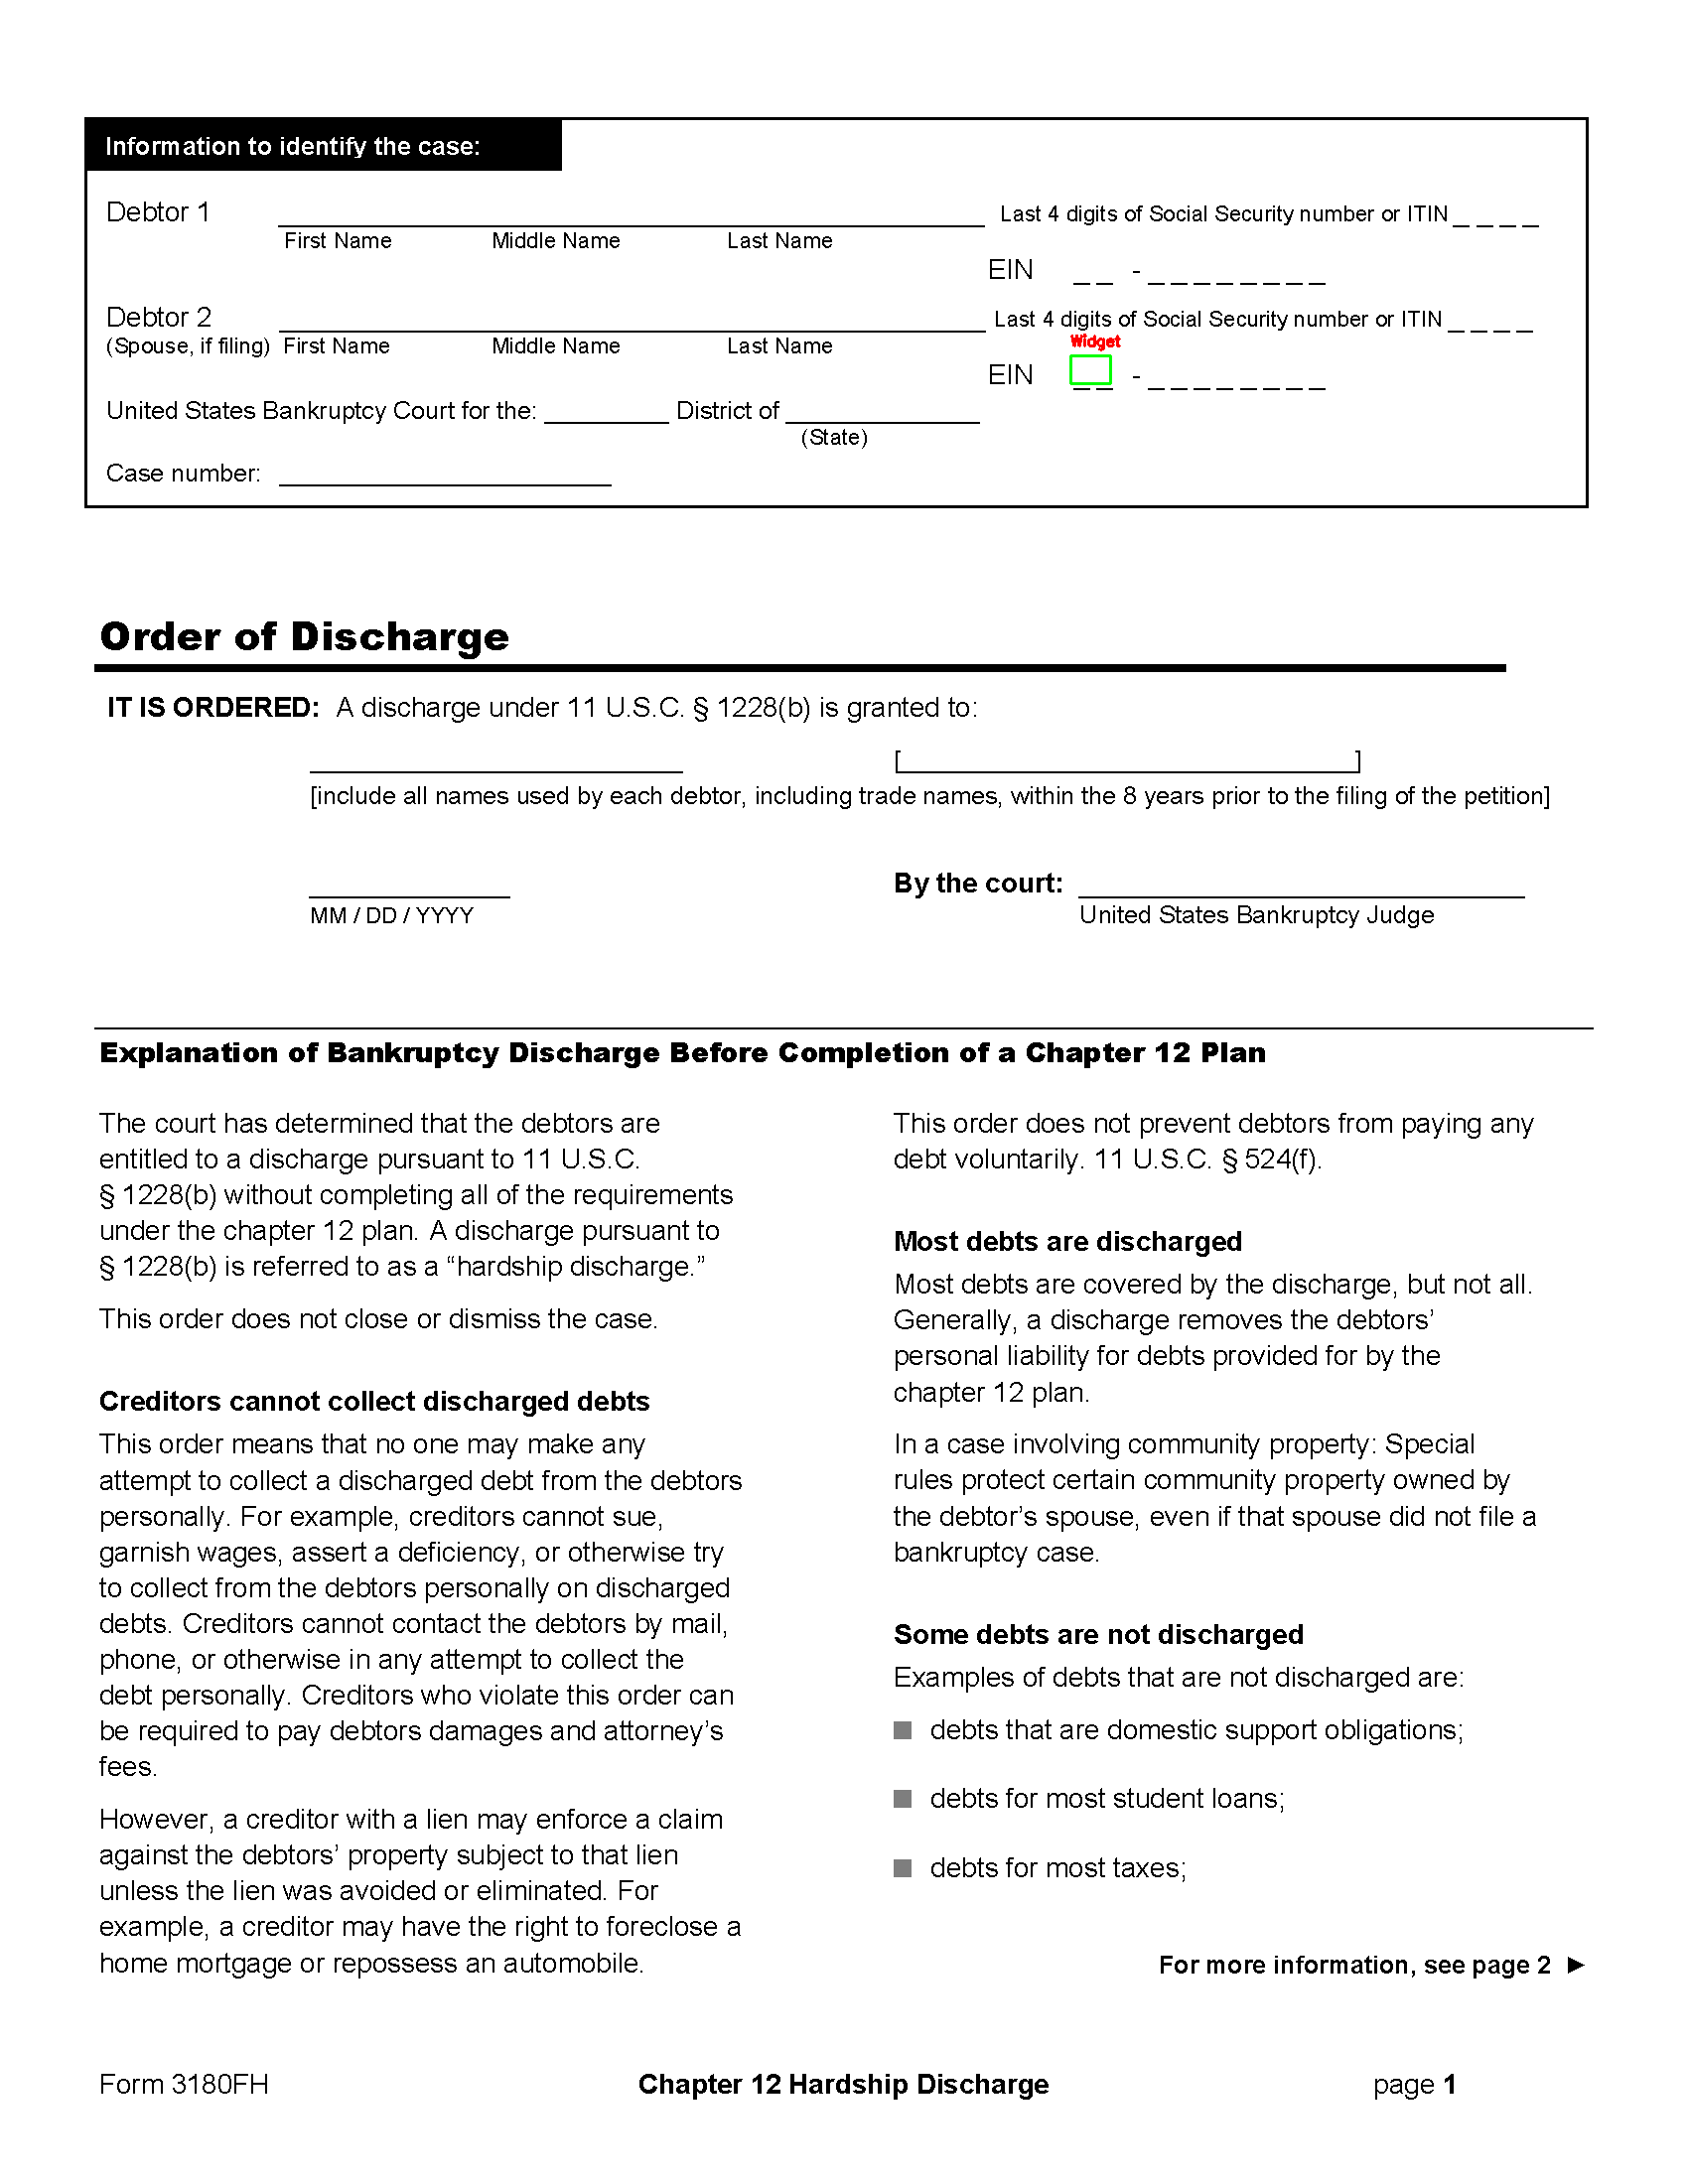 Information to identify the case:
Debtor 1 Last 4 digits of Social Security number or ITIN _ _ _ _
First Name Middle Name Last Name
EIN _ _ - _ _ _ _ _ _ _ _
Debtor 2 Last 4 digits of Social Security number or ITIN _ _ _ _
(Spouse, if filing) First Name Middle Name Last Name
Widget
EIN _ _ - _ _ _ _ _ _ _ _
United States Bankruptcy Court for the: ________ District of ____________
(State)
Case number: ____________
Order of Discharge
IT IS ORDERED: A discharge under 11 U.S.C. § 1228(b) is granted to:
____________ [____________]
[include all names used by each debtor, including trade names, within the 8 years prior to the filing of the petition]
By the court: ____________
MM / DD / YYYY United States Bankruptcy Judge
Explanation of Bankruptcy Discharge Before Completion of a Chapter 12 Plan
The court has determined that the debtors are
entitled to a discharge pursuant to 11 U.S.C.
§ 1228(b) without completing all of the requirements
under the chapter 12 plan. A discharge pursuant to
§ 1228(b) is referred to as a “hardship discharge.”
This order does not close or dismiss the case.
Creditors cannot collect discharged debts
This order means that no one may make any
attempt to collect a discharged debt from the debtors
personally. For example, creditors cannot sue,
garnish wages, assert a deficiency, or otherwise try
to collect from the debtors personally on discharged
debts. Creditors cannot contact the debtors by mail,
phone, or otherwise in any attempt to collect the
debt personally. Creditors who violate this order can
be required to pay debtors damages and attorney’s
fees.
However, a creditor with a lien may enforce a claim
against the debtors’ property subject to that lien
unless the lien was avoided or eliminated. For
example, a creditor may have the right to foreclose a
home mortgage or repossess an automobile.
This order does not prevent debtors from paying any
debt voluntarily. 11 U.S.C. § 524(f).
Most debts are discharged
Most debts are covered by the discharge, but not all.
Generally, a discharge removes the debtors’
personal liability for debts provided for by the
chapter 12 plan.
In a case involving community property: Special
rules protect certain community property owned by
the debtor’s spouse, even if that spouse did not file a
bankruptcy case.
Some debts are not discharged
Examples of debts that are not discharged are:
■ debts that are domestic support obligations;
■ debts for most student loans;
■ debts for most taxes;
For more information, see page 2 ►
Form 3180FH Chapter 12 Hardship Discharge page 1